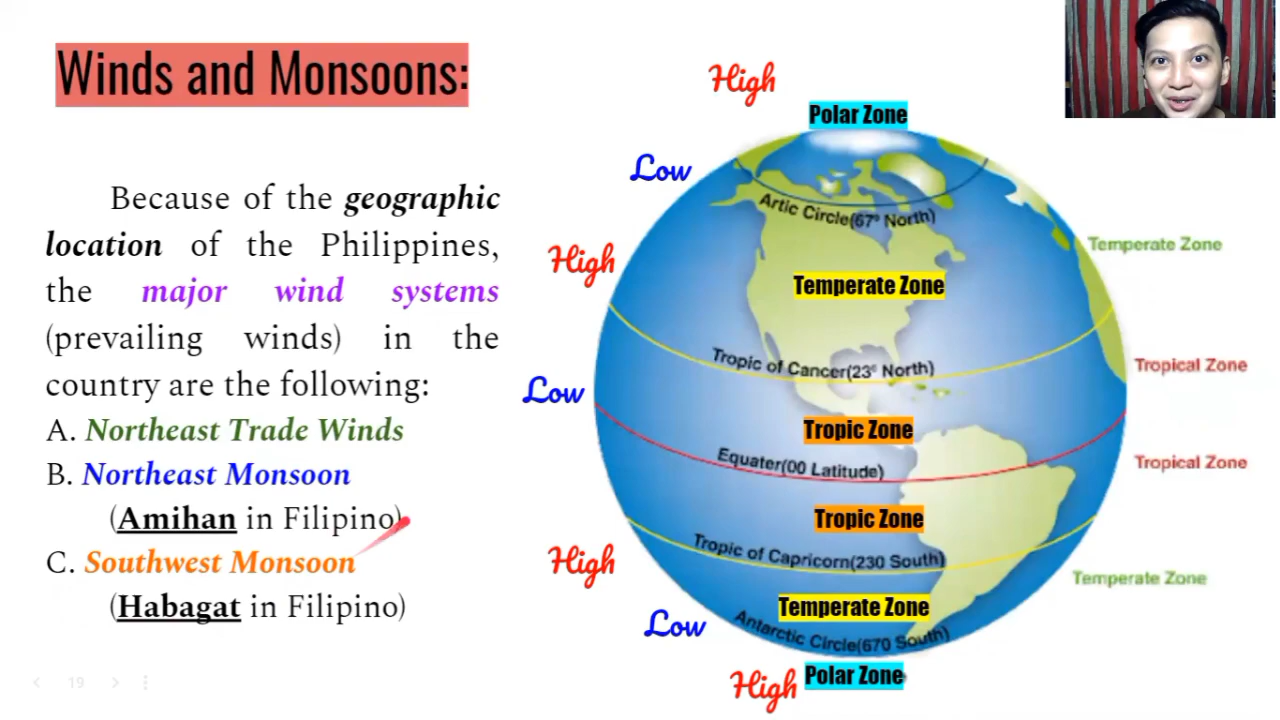 Winds and Monsoons:
Because of the geographic
location of the Philippines,
the major wind systems
(prevailing winds) in the
country are the following:
A. Northeast Trade Winds
B. Northeast Monsoon
(Amihan in Filipino)
C. Southwest Monsoon
(Habagat in Filipino)
19
High
Polar Zone
Low
Artic Circle(67º North)
Temperate Zone
High
Temperate Zone
Tropic of Cancer(23º North)
Tropical Zone
Low
Tropic Zone
Equater(00 Latitude)
Tropical Zone
Tropic Zone
High
Tropic of Capricorn(230 South)
Temperate Zone
Temperate Zone
Low
Antarctic Circle(670 South)
High
Polar Zone